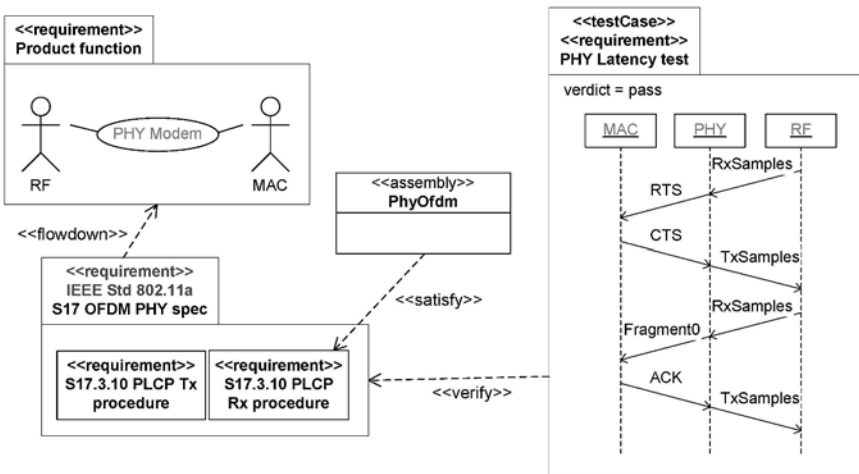 <<requirement>>
Product function
PHY Modem
RF
MAC
<<flowdown>>
<<requirement>>
IEEE Std 802.11a
S17 OFDM PHY spec
<<requirement>>
S17.3.10 PLCP Tx
procedure
<<requirement>>
S17.3.10 PLCP
Rx procedure
<<assembly>>
PhyOfdm
<<satisfy>>
<<verify>>
<<testCase>>
<<requirement>>
PHY Latency test
verdict = pass
MAC
PHY
RF
RxSamples
RTS
CTS
TxSamples
RxSamples
Fragment0
ACK
TxSamples